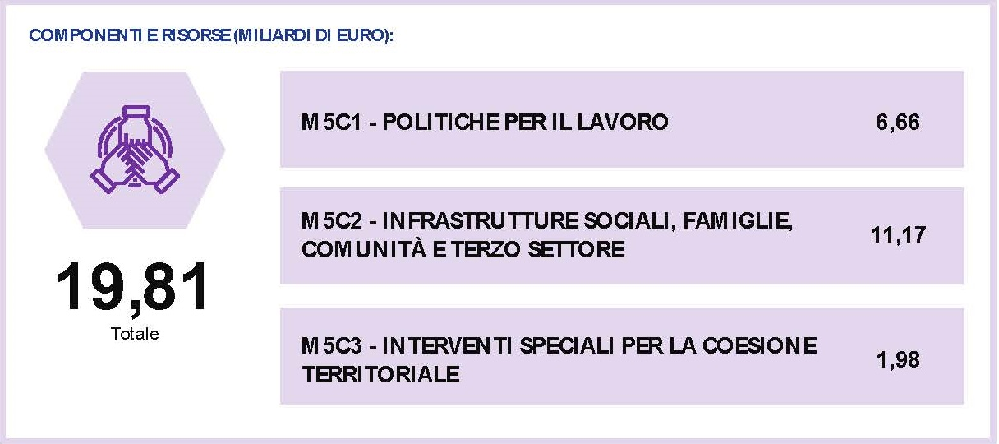 COMPONENTI E RISORSE (MILIARDI DI EURO):
M5C1 - POLITICHE PER IL LAVORO
6,66
M5C2 - INFRASTRUTTURE SOCIALI, FAMIGLIE,
COMUNITÀ E TERZO SETTORE
11,17
19,81
Totale
M5C3 - INTERVENTI SPECIALI PER LA COESIONE
TERRITORIALE
1,98